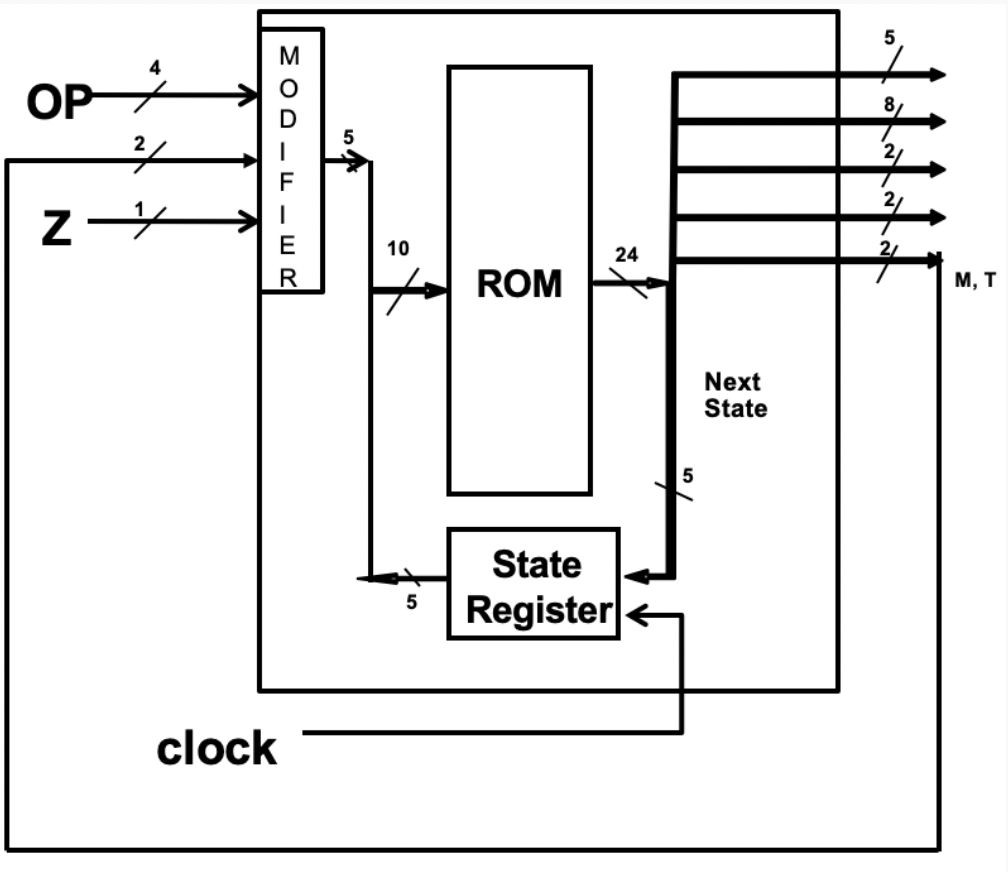 5
4
M
O
D
I
F
I
E
R
OP
8
2
5
2
2
Z
1
10
24
2
ROM
M, T
Next
State
5
State
Register
5
clock